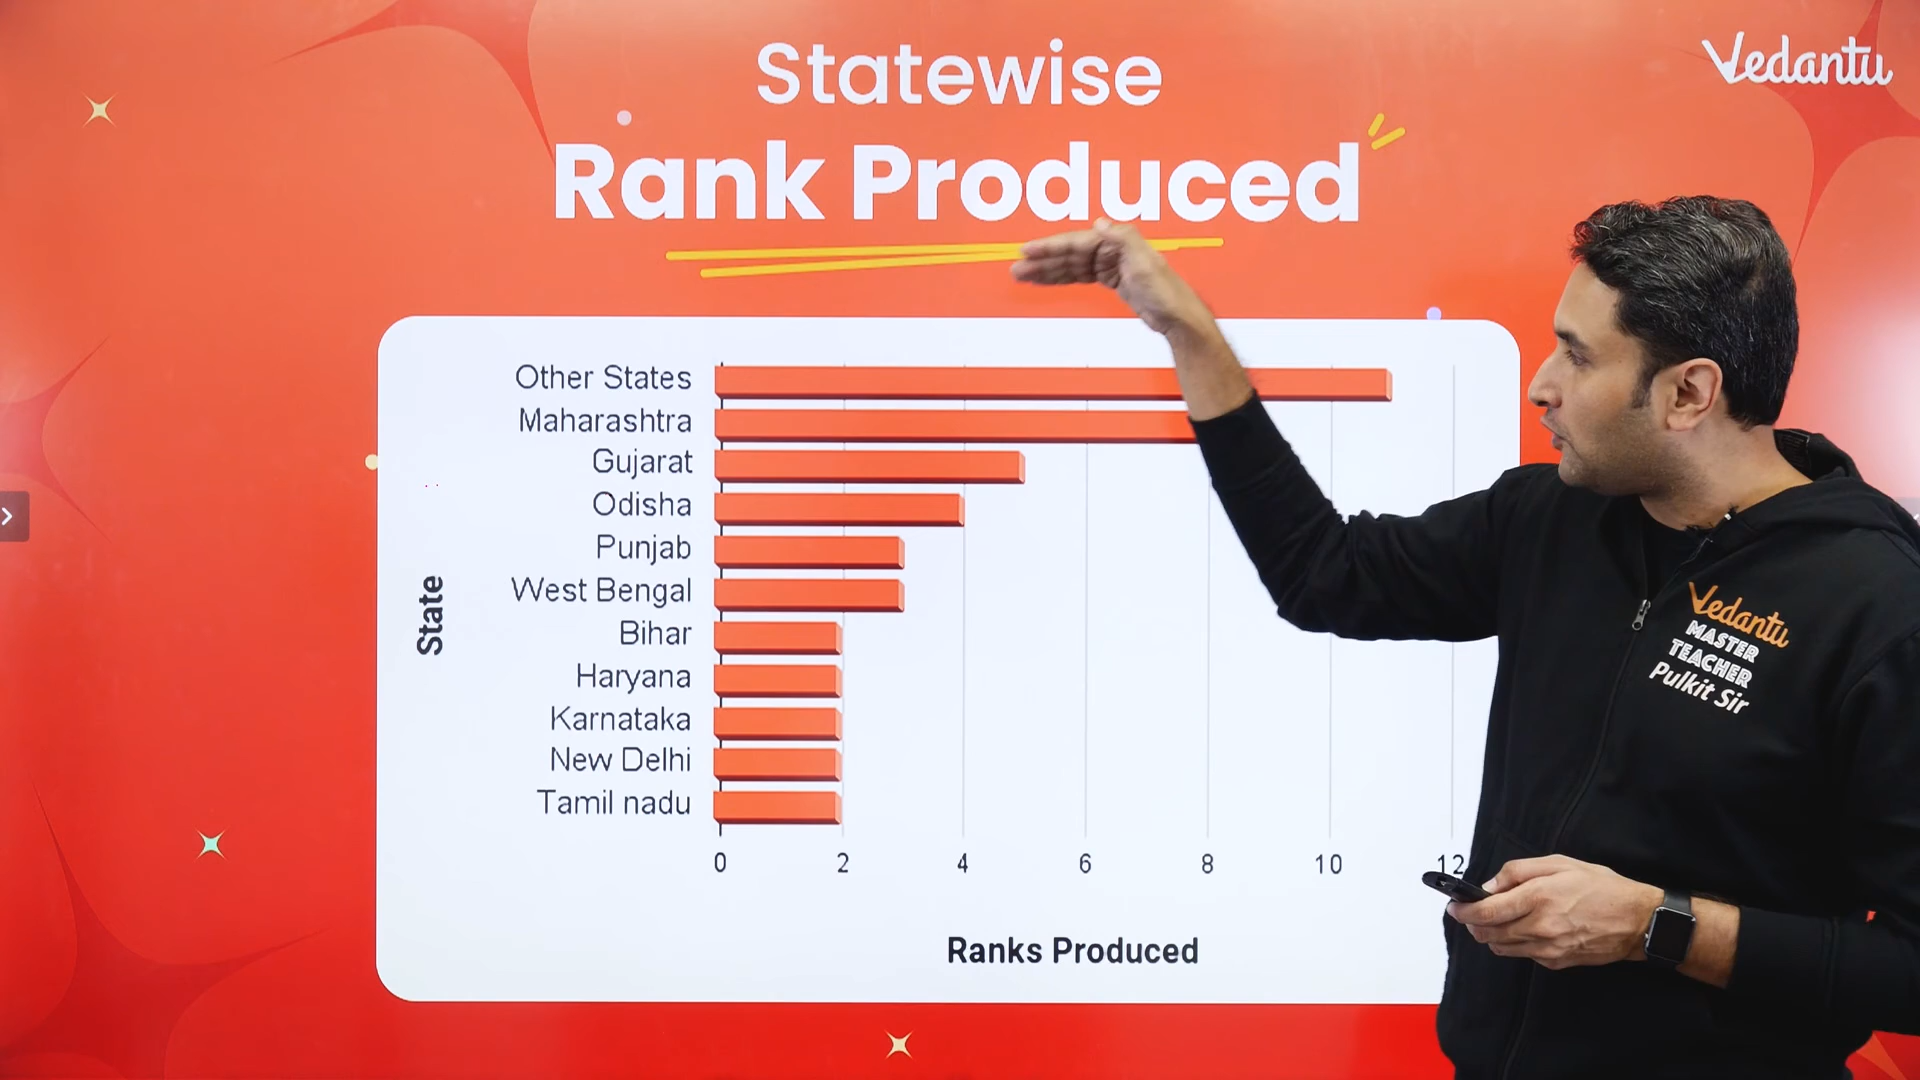 Statewise
Vedantu
Rank Produced
Other States
Maharashtra
Gujarat
Odisha
Punjab
West Bengal
Bihar
Haryana
Karnataka
New Delhi
Tamil nadu
State
0 2 4 6 8 10 12
Ranks Produced
Vedantu
MASTER
TEACHER
Pulkit Sir